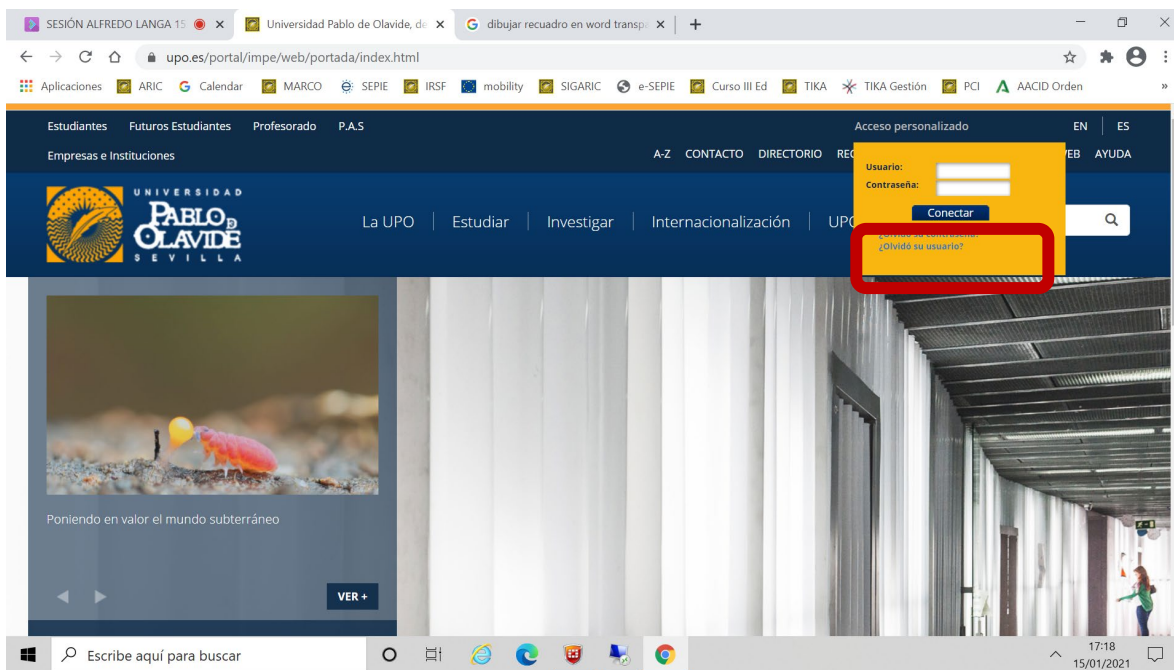 SESIÓN ALFREDO LANGA 15
Universidad Pablo de Olavide, de
dibujar recuadro en word transpa
upo.es/portal/impe/web/portada/index.html
Aplicaciones ARIC Calendar MARCO SEPIE IRSF mobility SIGARIC e-SEPIE Curso III Ed TIKA TIKA Gestión PCI AACID Orden »
Estudiantes Futuros Estudiantes Profesorado P.A.S Acceso personalizado EN ES
Empresas e Instituciones A-Z CONTACTO DIRECTORIO AYUDA
Usuario:
Contraseña:
Conectar
¿Olvidó su contraseña?
¿Olvidó su usuario?
UNIVERSIDAD
PABLO DE
OLAVIDE
SEVILLA
La UPO Estudiar Investigar Internacionalización UPO
Poniendo en valor el mundo subterráneo
VER +
Escribe aquí para buscar
17:18
15/01/2021